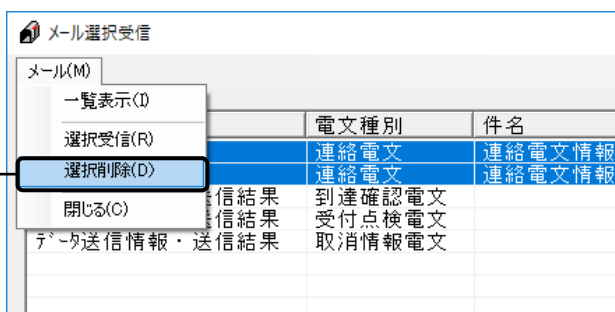 メール選択受信
メール(M)
一覧表示(I)
電文種別 件名
選択受信(R)
連絡電文 連絡電文情報
選択削除(D)
連絡電文 連絡電文情報
送信結果 到達確認電文
閉じる(C)
送信結果 受付点検電文
データ送信情報・送信結果 取消情報電文